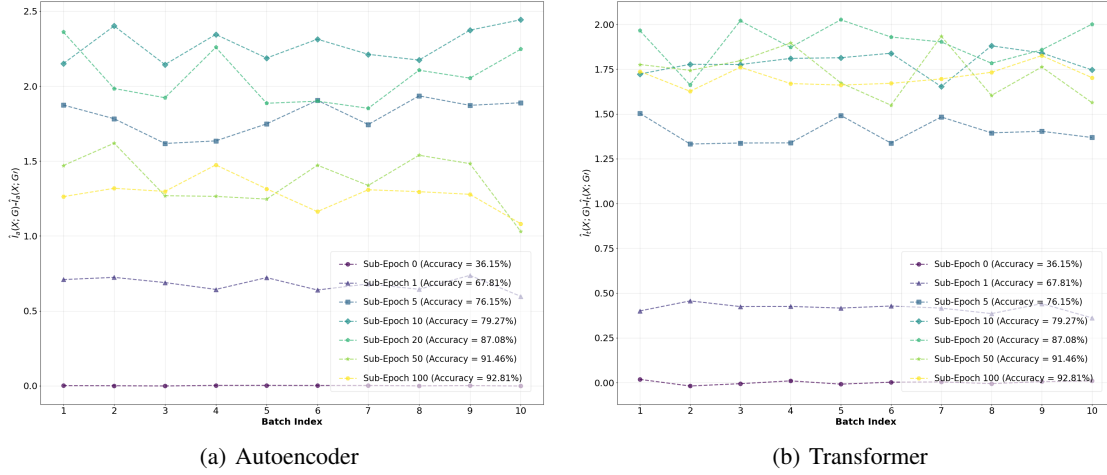 2.5
2.0
1.5
1.0
0.5
0.0
Î_a(X; G)-Î_a(X; Gr)
Sub-Epoch 0 (Accuracy = 36.15%)
Sub-Epoch 1 (Accuracy = 67.81%)
Sub-Epoch 5 (Accuracy = 76.15%)
Sub-Epoch 10 (Accuracy = 79.27%)
Sub-Epoch 20 (Accuracy = 87.08%)
Sub-Epoch 50 (Accuracy = 91.46%)
Sub-Epoch 100 (Accuracy = 92.81%)
1 2 3 4 5 6 7 8 9 10
Batch Index
(a) Autoencoder
2.00
1.75
1.50
1.25
1.00
0.75
0.50
0.25
0.00
Î_t(X; G)-Î_t(X; Gr)
Sub-Epoch 0 (Accuracy = 36.15%)
Sub-Epoch 1 (Accuracy = 67.81%)
Sub-Epoch 5 (Accuracy = 76.15%)
Sub-Epoch 10 (Accuracy = 79.27%)
Sub-Epoch 20 (Accuracy = 87.08%)
Sub-Epoch 50 (Accuracy = 91.46%)
Sub-Epoch 100 (Accuracy = 92.81%)
1 2 3 4 5 6 7 8 9 10
Batch Index
(b) Transformer